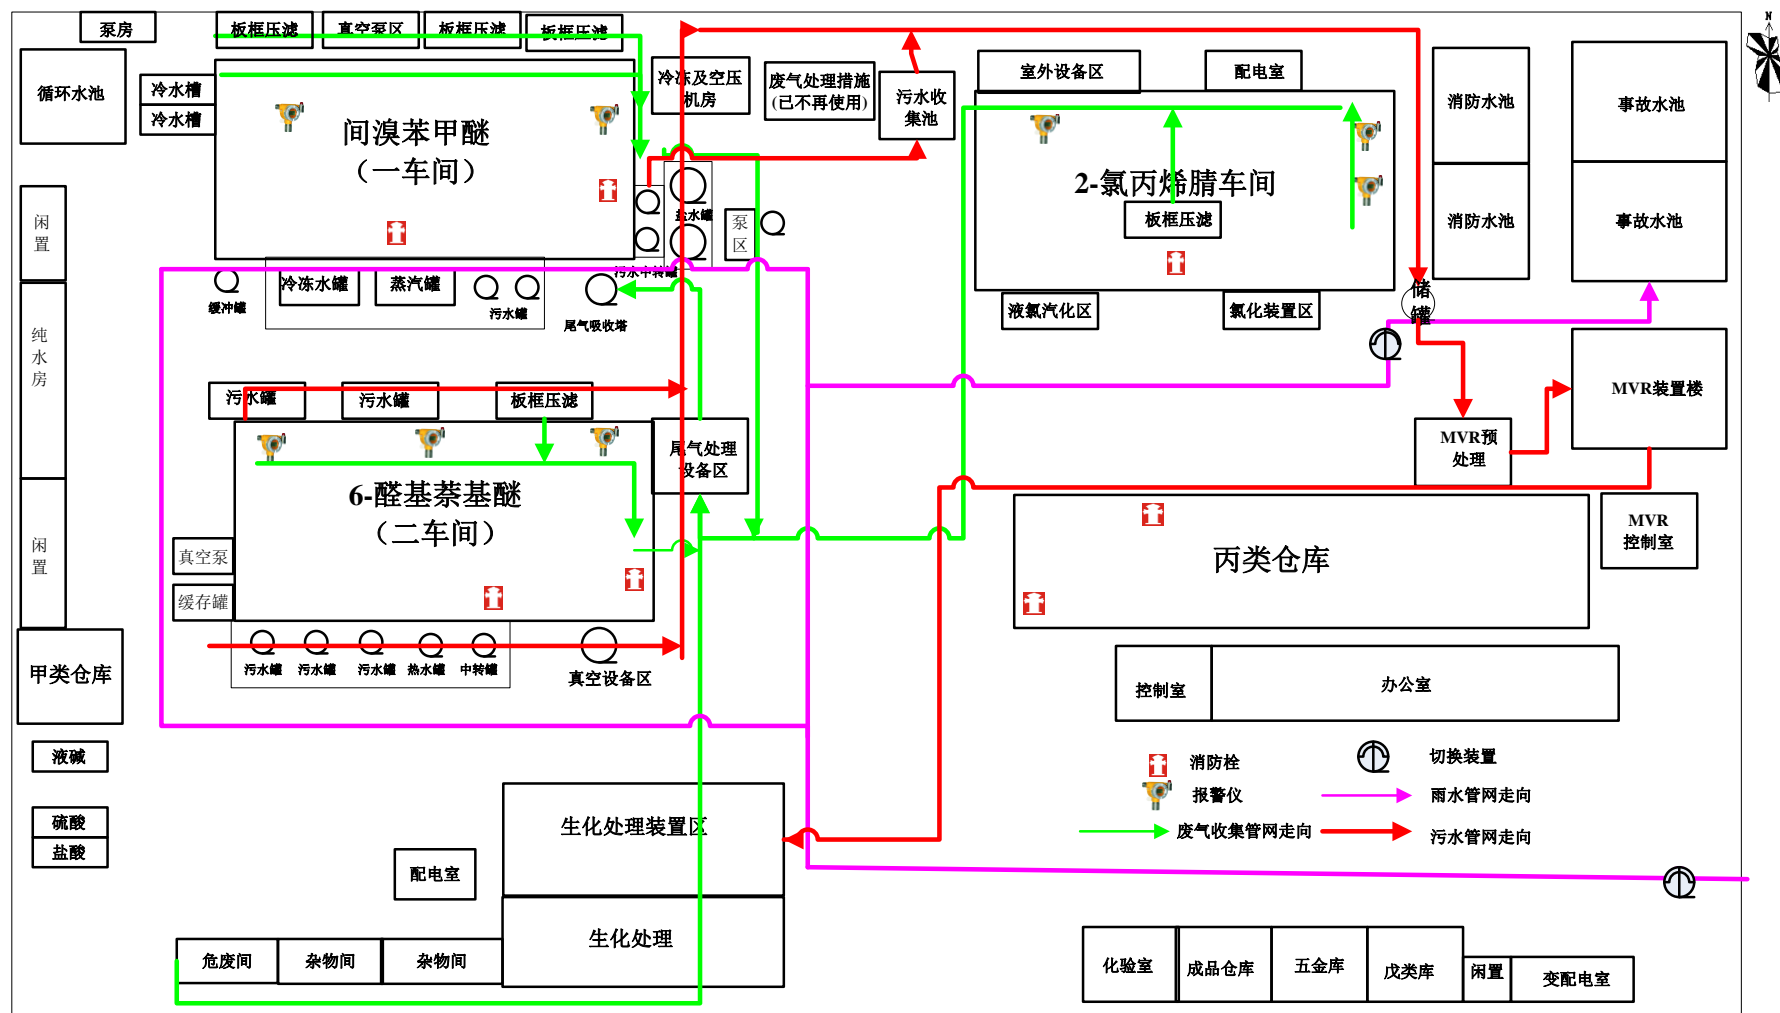 泵房
板框压滤
真空泵区
板框压滤
板框压滤
N
循环水池
冷水槽
冷水槽
间溴苯甲醚
（一车间）
冷冻及空压
机房
废气处理措施
(已不再使用)
污水收
集池
室外设备区
配电室
消防水池
事故水池
2-氯丙烯腈车间
板框压滤
消防水池
事故水池
闲
置
盐水罐
泵
区
污水中转罐
缓冲罐
冷冻水罐
蒸汽罐
污水罐
尾气吸收塔
液氯汽化区
氯化装置区
储
罐
纯
水
房
污水罐
污水罐
板框压滤
MVR装置楼
尾气处理
设备区
MVR预
处理
6-醛基萘基醚
（二车间）
闲
置
真空泵
缓存罐
丙类仓库
MVR
控制室
污水罐
污水罐
污水罐
热水罐
中转罐
真空设备区
甲类仓库
控制室
办公室
液碱
消防栓
切换装置
报警仪
雨水管网走向
废气收集管网走向
污水管网走向
硫酸
盐酸
生化处理装置区
配电室
生化处理
危废间
杂物间
杂物间
化验室
成品仓库
五金库
戊类库
闲置
变配电室